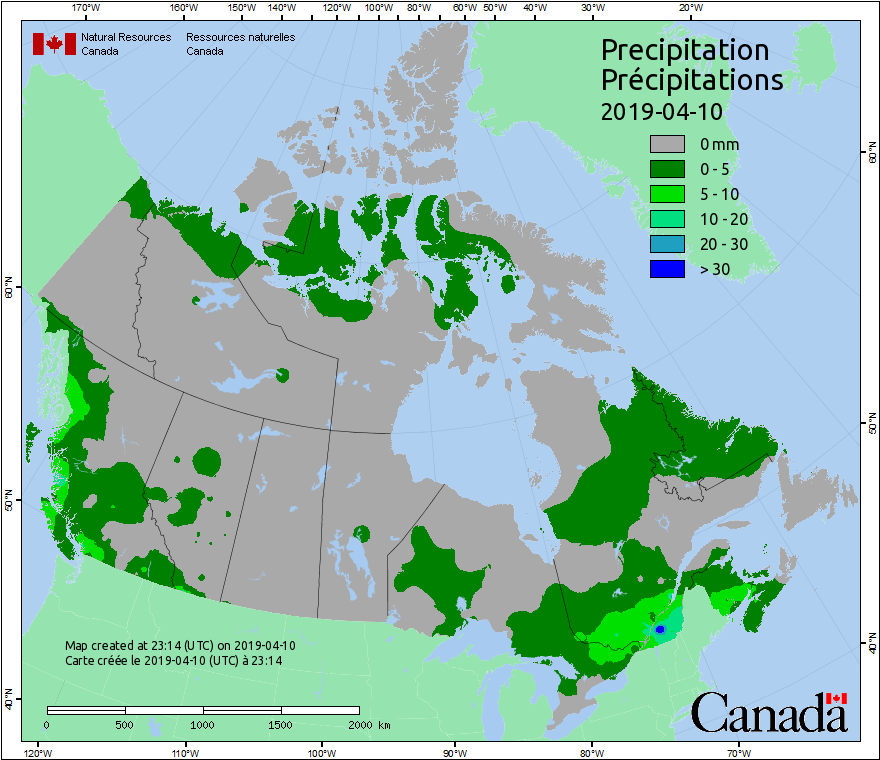 170°W 160°W 150°W 140°W 120°W 100°W 80°W 60°W 50°W 40°W 30°W 20°W
Natural Resources Canada
Ressources naturelles Canada
Precipitation
Précipitations
2019-04-10
0 mm
0 - 5
5 - 10
10 - 20
20 - 30
> 30
60°N
50°N
40°N
60°N
50°N
40°N
Map created at 23:14 (UTC) on 2019-04-10
Carte créée le 2019-04-10 (UTC) à 23:14
0 500 1000 1500 2000 km
Canada
120°W 110°W 100°W 90°W 80°W 70°W